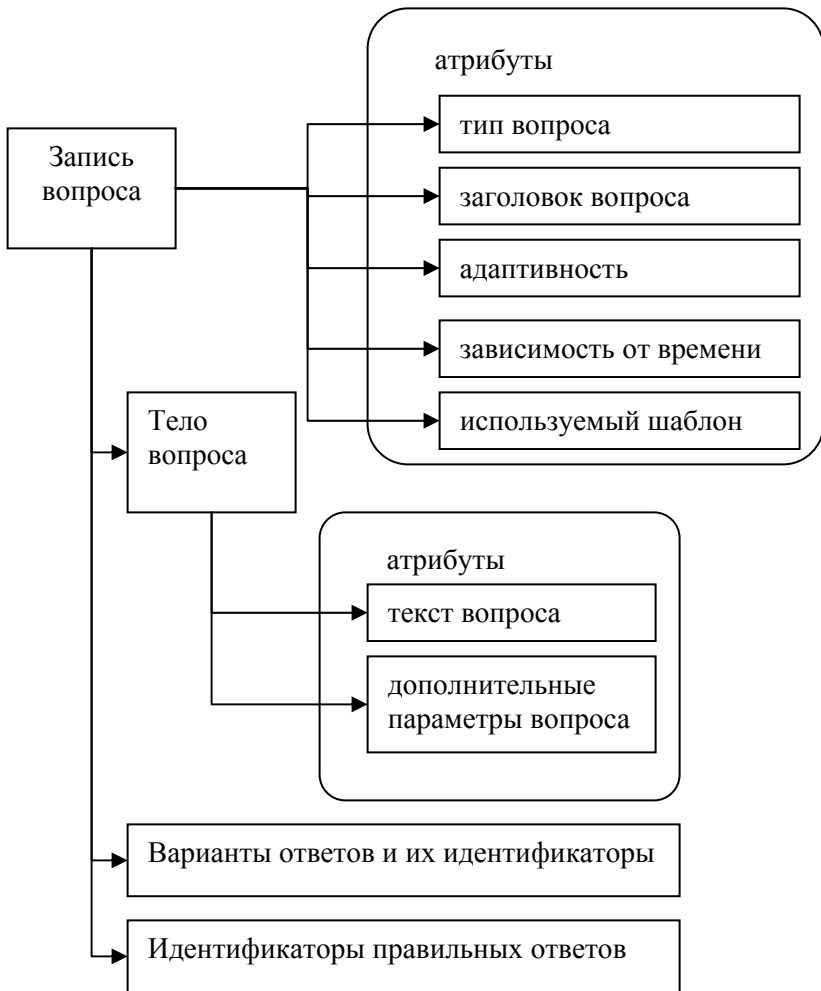 атрибуты
Запись
вопроса
тип вопроса
заголовок вопроса
адаптивность
зависимость от времени
используемый шаблон
Тело
вопроса
атрибуты
текст вопроса
дополнительные
параметры вопроса
Варианты ответов и их идентификаторы
Идентификаторы правильных ответов